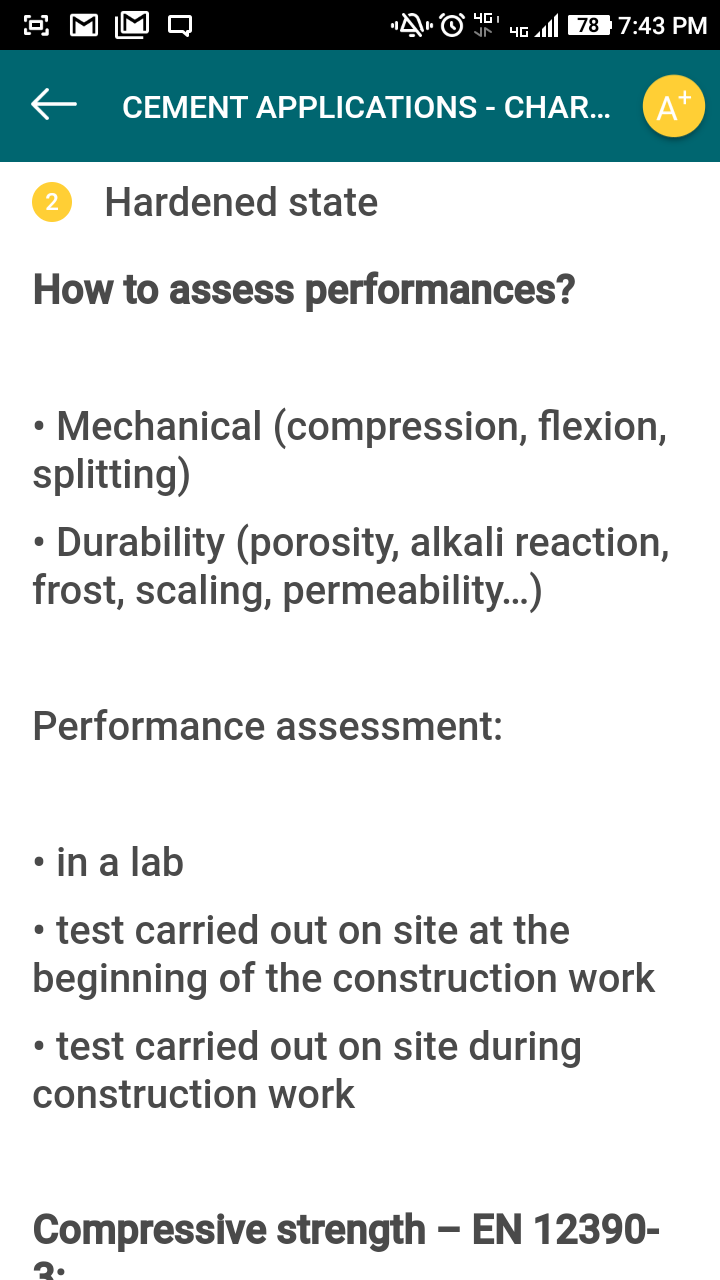 4G
4G
78
7:43 PM
CEMENT APPLICATIONS - CHAR...
A+
2
Hardened state
How to assess performances?
• Mechanical (compression, flexion,
splitting)
• Durability (porosity, alkali reaction,
frost, scaling, permeability...)
Performance assessment:
• in a lab
• test carried out on site at the
beginning of the construction work
• test carried out on site during
construction work
Compressive strength – EN 12390-
3: